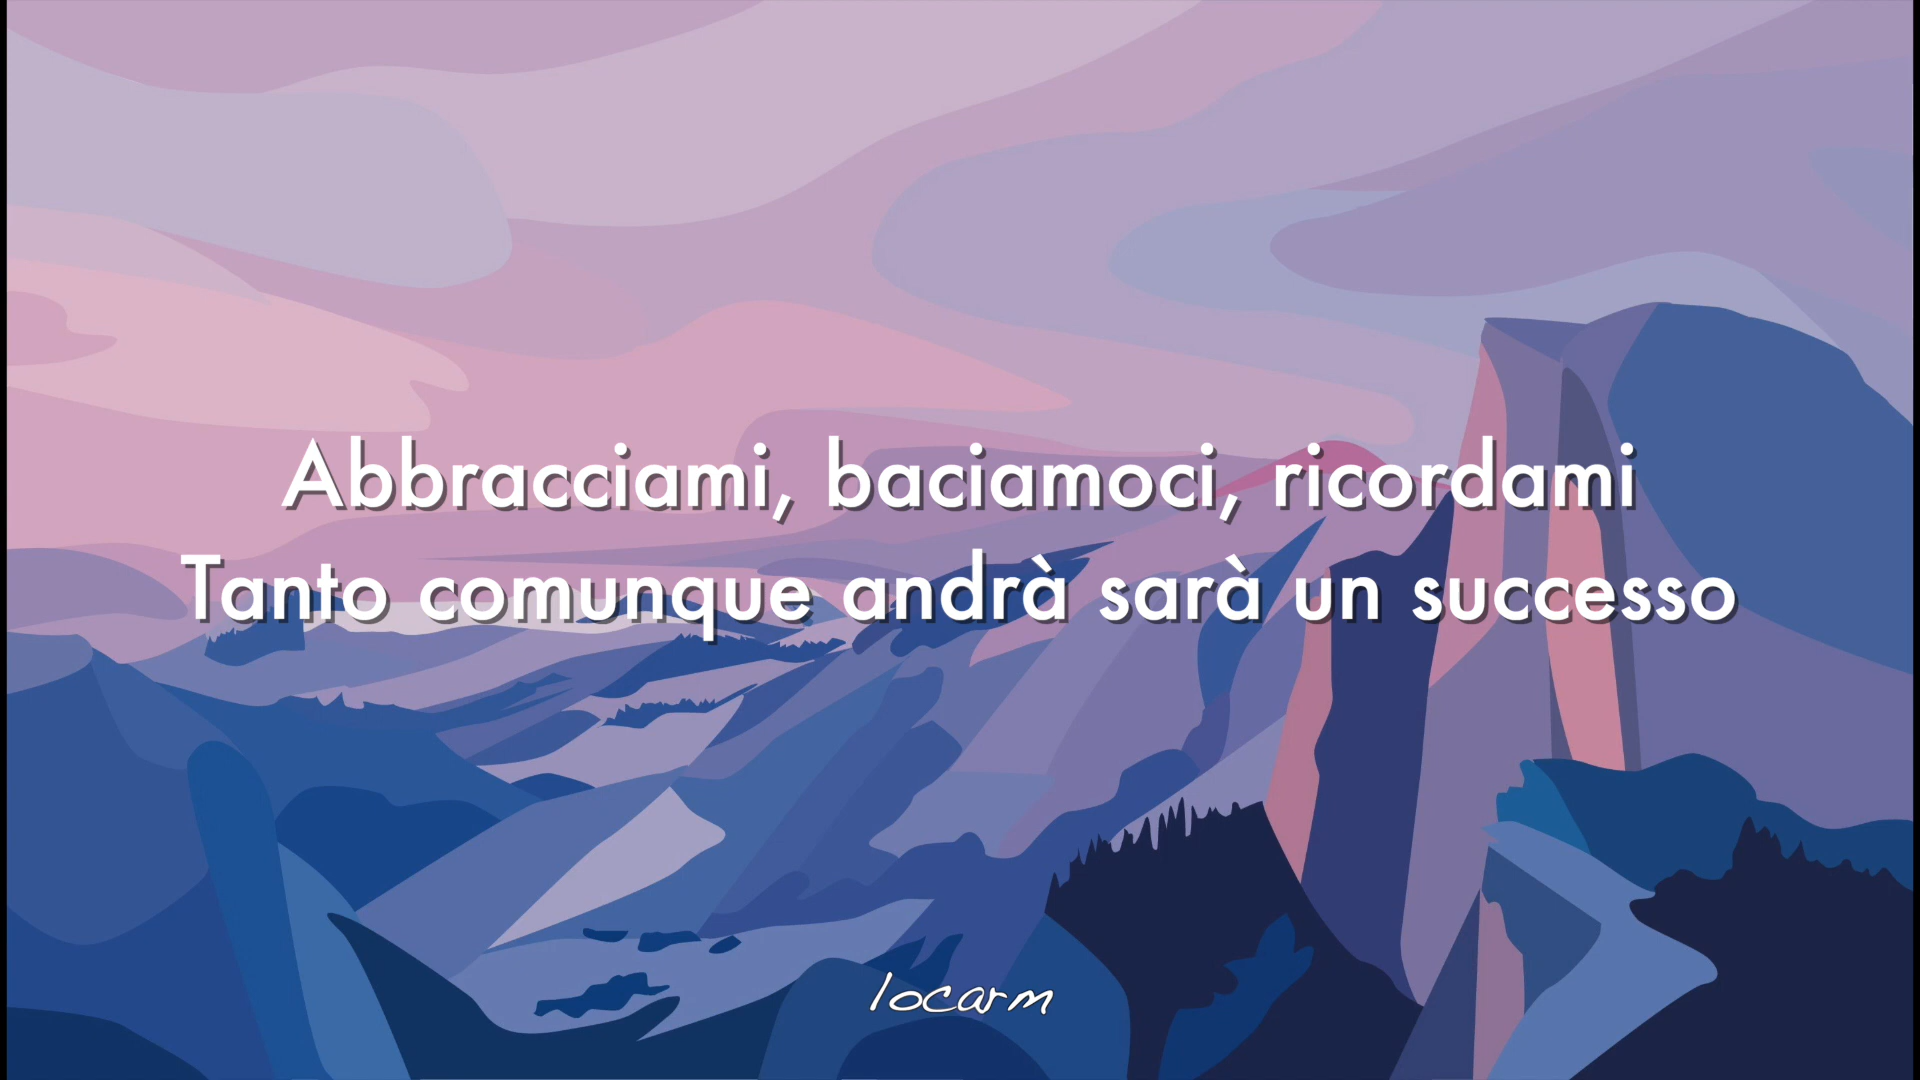 Abbracciami, baciamoci, ricordami
Tanto comunque andrà sarà un successo
locarm